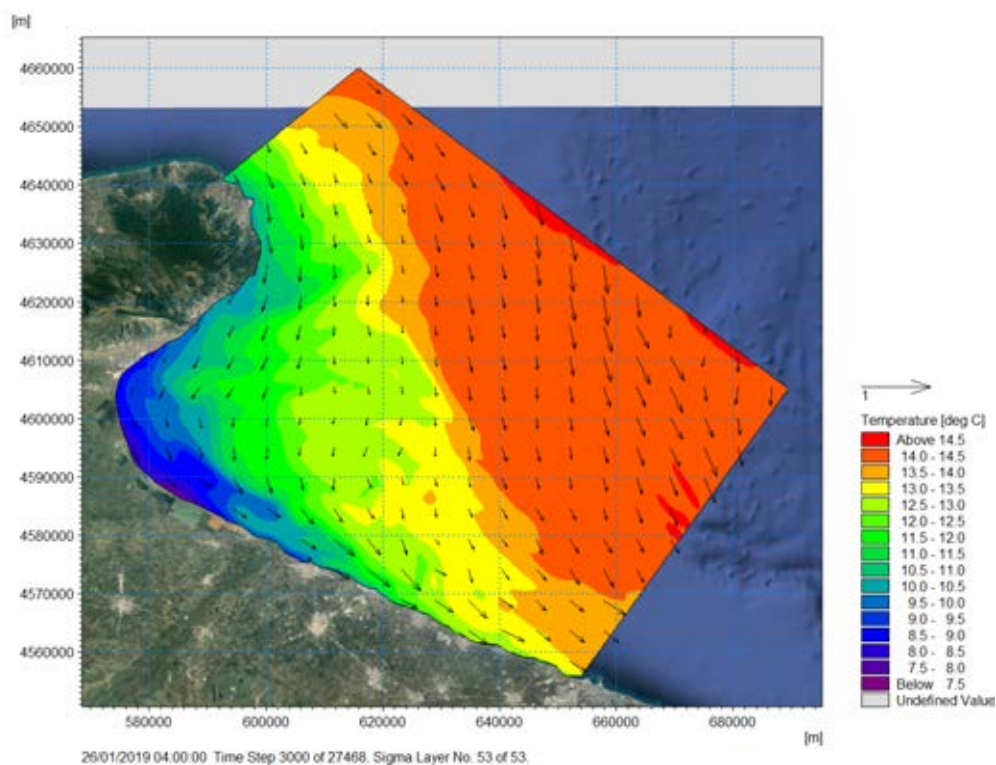 [m]
4660000
4650000
4640000
4630000
4620000
4610000
4600000
4590000
4580000
4570000
4560000
580000 600000 620000 640000 660000 680000
[m]
1
Temperature [deg C]
Above 14.5
14.0 - 14.5
13.5 - 14.0
13.0 - 13.5
12.5 - 13.0
12.0 - 12.5
11.5 - 12.0
11.0 - 11.5
10.5 - 11.0
10.0 - 10.5
9.5 - 10.0
9.0 - 9.5
8.5 - 9.0
8.0 - 8.5
7.5 - 8.0
Below 7.5
Undefined Value
26/01/2019 04:00:00 Time Step 3000 of 27468. Sigma Layer No. 53 of 53.